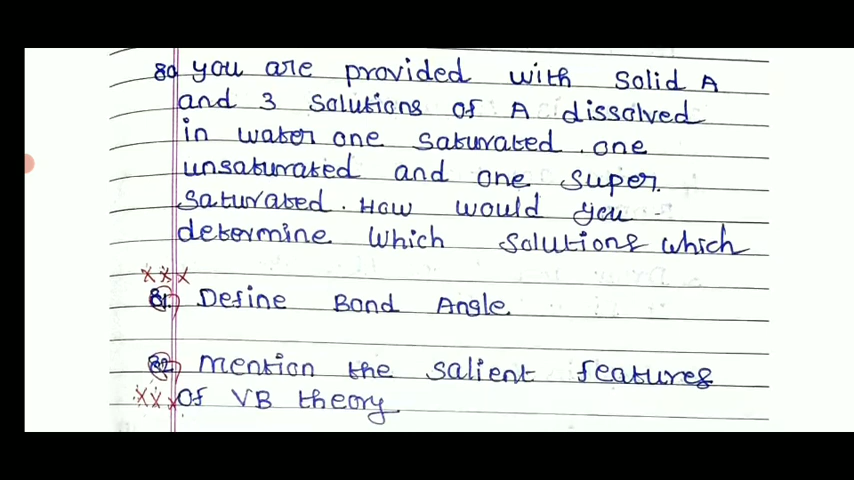 80 you are provided with solid A
and 3 solutions of A dissolved
in water one saturated . one
unsaturated and one super.
saturated . How would you
determine which solutions which
xxx
81) Define Bond Angle.
82) Mention the salient features
xxx of VB theory